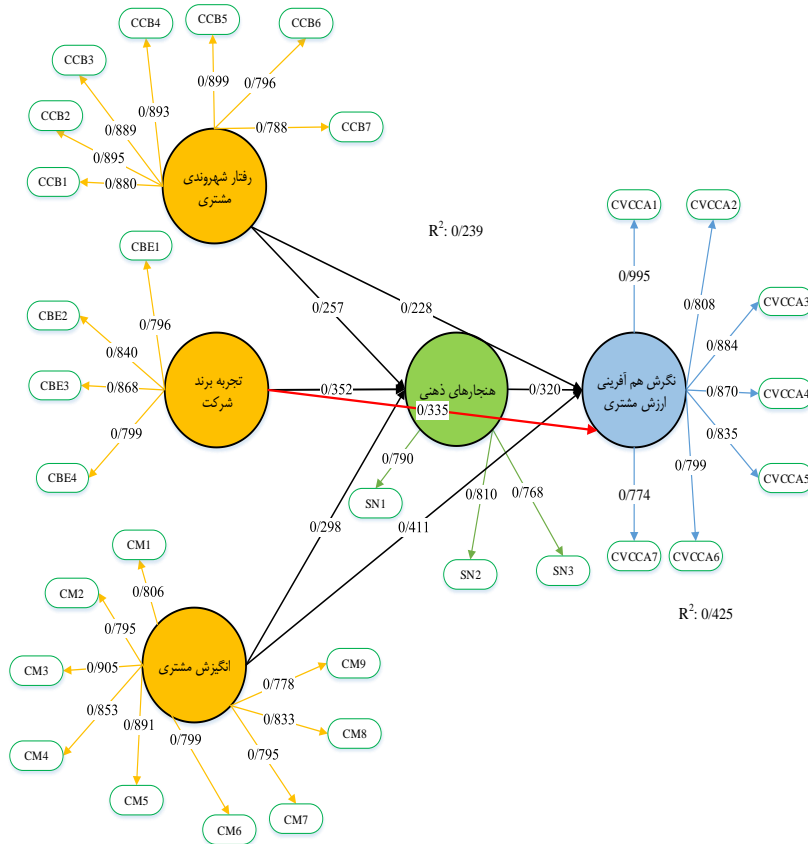 CCB4
CCB5
CCB6
CCB3
CCB2
CCB1
CCB7
0/893
0/899
0/796
0/889
0/895
0/880
0/788
رفتار شهروندی
مشتری
CVCCA1
CVCCA2
R²: 0/239
CBE1
CBE2
CBE3
CBE4
0/796
0/840
0/868
0/799
تجربه برند
شرکت
0/257
0/228
0/352
0/335
0/320
0/298
0/411
هنجارهای ذهنی
0/790
0/810
0/768
SN1
SN2
SN3
نگرش هم آفرینی
ارزش مشتری
0/995
0/808
0/884
0/870
0/835
0/799
0/774
CVCCA3
CVCCA4
CVCCA5
CVCCA6
CVCCA7
R²: 0/425
CM1
CM2
CM3
CM4
CM5
CM6
CM7
CM8
CM9
0/806
0/795
0/905
0/853
0/891
0/799
0/795
0/833
0/778
انگیزش مشتری